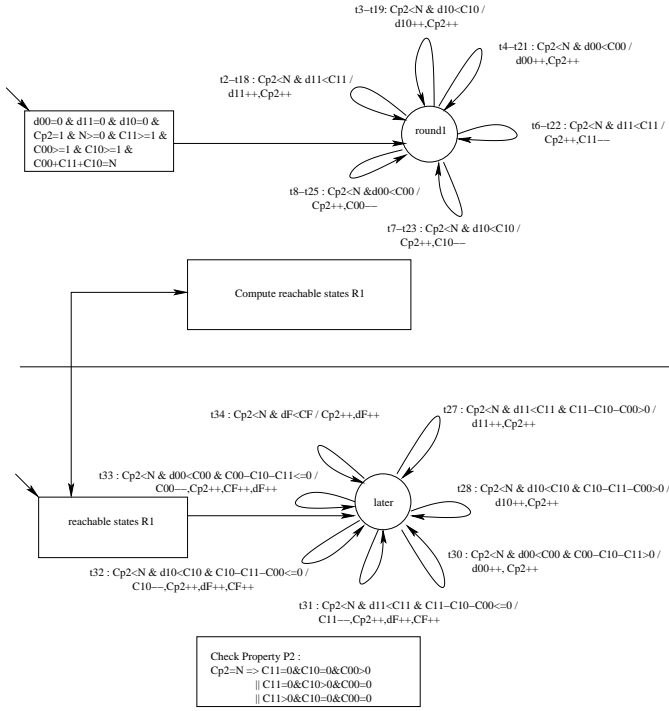 t3–t19: Cp2<N & d10<C10 /
d10++,Cp2++
t4–t21 : Cp2<N & d00<C00 /
d00++,Cp2++
t2–t18 : Cp2<N & d11<C11 /
d11++,Cp2++
d00=0 & d11=0 & d10=0 &
Cp2=1 & N>=0 & C11>=1 &
C00>=1 & C10>=1 &
C00+C11+C10=N
round1
t6–t22 : Cp2<N & d11<C11 /
Cp2++,C11−−
t8–t25 : Cp2<N &d00<C00 /
Cp2++,C00−−
t7–t23 : Cp2<N & d10<C10 /
Cp2++,C10−−
Compute reachable states R1
t34 : Cp2<N & dF<CF / Cp2++,dF++
t27 : Cp2<N & d11<C11 & C11−C10−C00>0 /
d11++,Cp2++
t33 : Cp2<N & d00<C00 & C00−C10−C11<=0 /
C00−−,Cp2++,CF++,dF++
t28 : Cp2<N & d10<C10 & C10−C11−C00>0 /
d10++,Cp2++
later
reachable states R1
t30 : Cp2<N & d00<C00 & C00−C10−C11>0 /
d00++, Cp2++
t32 : Cp2<N & d10<C10 & C10−C11−C00<=0 /
C10−−,Cp2++,dF++,CF++
t31 : Cp2<N & d11<C11 & C11−C10−C00<=0 /
C11−−,Cp2++,dF++,CF++
Check Property P2 :
Cp2=N => C11=0&C10=0&C00>0
|| C11=0&C10>0&C00=0
|| C11>0&C10=0&C00=0